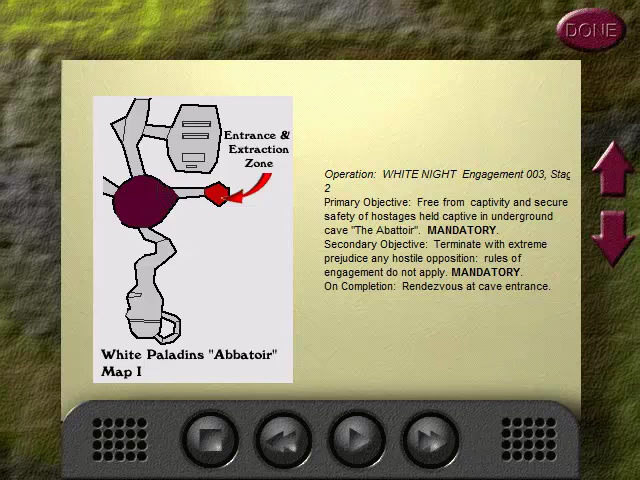 DONE
Entrance &
Extraction
Zone
White Paladins "Abbatoir"
Map I
Operation: WHITE NIGHT Engagement 003, Stag
2
Primary Objective: Free from captivity and secure
safety of hostages held captive in underground
cave "The Abattoir". MANDATORY.
Secondary Objective: Terminate with extreme
prejudice any hostile opposition: rules of
engagement do not apply. MANDATORY.
On Completion: Rendezvous at cave entrance.